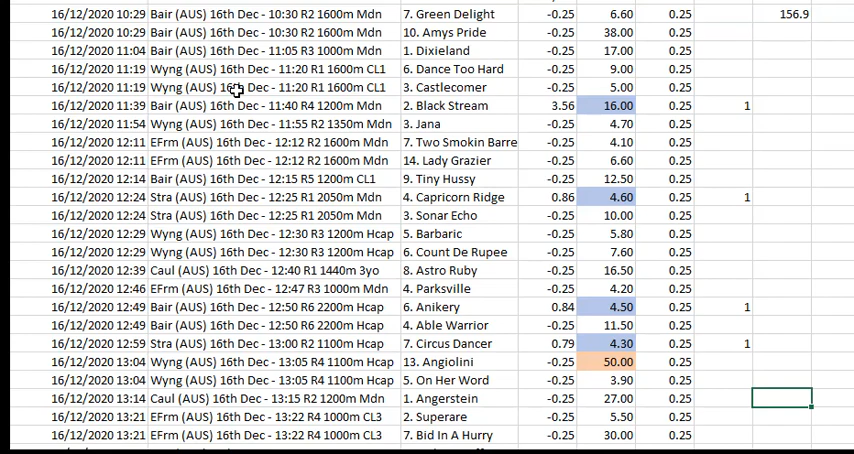 16/12/2020 10:29 Bair (AUS) 16th Dec - 10:30 R2 1600m Mdn 7. Green Delight -0.25 6.60 0.25 156.9
16/12/2020 10:29 Bair (AUS) 16th Dec - 10:30 R2 1600m Mdn 10. Amys Pride -0.25 38.00 0.25
16/12/2020 11:04 Bair (AUS) 16th Dec - 11:05 R3 1000m Mdn 1. Dixieland -0.25 17.00 0.25
16/12/2020 11:19 Wyng (AUS) 16th Dec - 11:20 R1 1600m CL1 6. Dance Too Hard -0.25 9.00 0.25
16/12/2020 11:19 Wyng (AUS) 16th Dec - 11:20 R1 1600m CL1 3. Castlecomer -0.25 5.00 0.25
16/12/2020 11:39 Bair (AUS) 16th Dec - 11:40 R4 1200m Mdn 2. Black Stream 3.56 16.00 0.25 1
16/12/2020 11:54 Wyng (AUS) 16th Dec - 11:55 R2 1350m Mdn 3. Jana -0.25 4.70 0.25
16/12/2020 12:11 EFrm (AUS) 16th Dec - 12:12 R2 1600m Mdn 7. Two Smokin Barre -0.25 4.10 0.25
16/12/2020 12:11 EFrm (AUS) 16th Dec - 12:12 R2 1600m Mdn 14. Lady Grazier -0.25 6.60 0.25
16/12/2020 12:14 Bair (AUS) 16th Dec - 12:15 R5 1200m CL1 9. Tiny Hussy -0.25 12.50 0.25
16/12/2020 12:24 Stra (AUS) 16th Dec - 12:25 R1 2050m Mdn 4. Capricorn Ridge 0.86 4.60 0.25 1
16/12/2020 12:24 Stra (AUS) 16th Dec - 12:25 R1 2050m Mdn 3. Sonar Echo -0.25 10.00 0.25
16/12/2020 12:29 Wyng (AUS) 16th Dec - 12:30 R3 1200m Hcap 5. Barbaric -0.25 5.80 0.25
16/12/2020 12:29 Wyng (AUS) 16th Dec - 12:30 R3 1200m Hcap 6. Count De Rupee -0.25 7.60 0.25
16/12/2020 12:39 Caul (AUS) 16th Dec - 12:40 R1 1440m 3yo 8. Astro Ruby -0.25 16.50 0.25
16/12/2020 12:46 EFrm (AUS) 16th Dec - 12:47 R3 1000m Mdn 4. Parksville -0.25 4.20 0.25
16/12/2020 12:49 Bair (AUS) 16th Dec - 12:50 R6 2200m Hcap 6. Anikery 0.84 4.50 0.25 1
16/12/2020 12:49 Bair (AUS) 16th Dec - 12:50 R6 2200m Hcap 4. Able Warrior -0.25 11.50 0.25
16/12/2020 12:59 Stra (AUS) 16th Dec - 13:00 R2 1100m Hcap 7. Circus Dancer 0.79 4.30 0.25 1
16/12/2020 13:04 Wyng (AUS) 16th Dec - 13:05 R4 1100m Hcap 13. Angiolini -0.25 50.00 0.25
16/12/2020 13:04 Wyng (AUS) 16th Dec - 13:05 R4 1100m Hcap 5. On Her Word -0.25 3.90 0.25
16/12/2020 13:14 Caul (AUS) 16th Dec - 13:15 R2 1200m Mdn 1. Angerstein -0.25 27.00 0.25
16/12/2020 13:21 EFrm (AUS) 16th Dec - 13:22 R4 1000m CL3 2. Superare -0.25 5.50 0.25
16/12/2020 13:21 EFrm (AUS) 16th Dec - 13:22 R4 1000m CL3 7. Bid In A Hurry -0.25 30.00 0.25